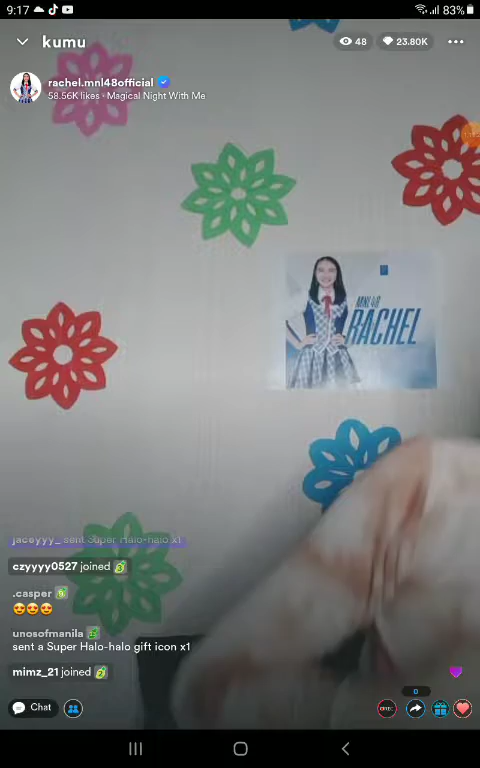 9:17
83%
kumu
48
23.80K
rachel.mnl48official
58.56K likes · Magical Night With Me
MNL48
RACHEL
jaceyyy_ sent Super Halo-halo x1
czyyyy0527 joined
.casper
😍😍😍
unosofmanila
sent a Super Halo-halo gift icon x1
mimz_21 joined
0
Chat
REC